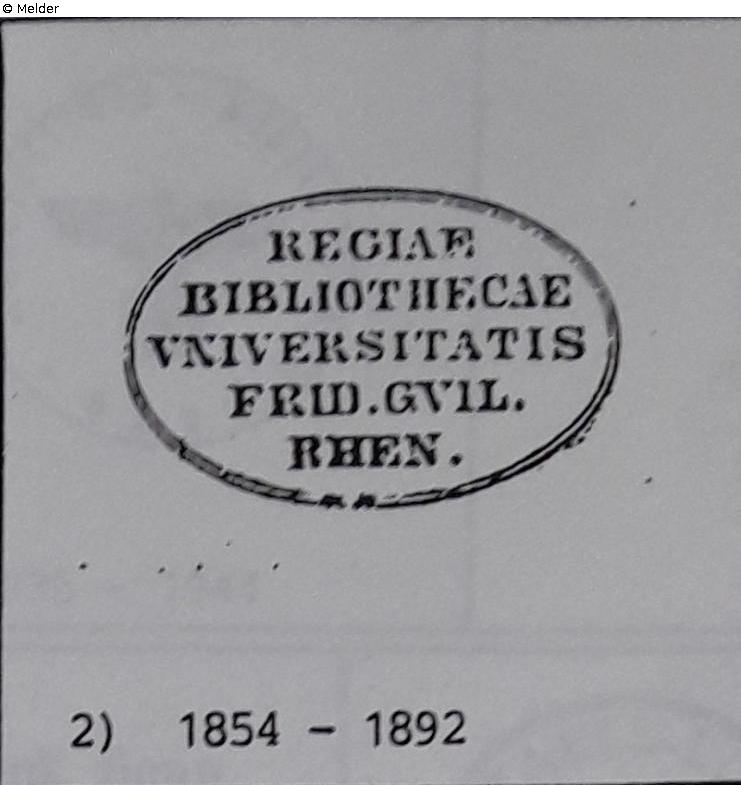 © Melder
REGIAE
BIBLIOTHECAE
VNIVERSITATIS
FRID.GVIL.
RHEN.
2) 1854 - 1892